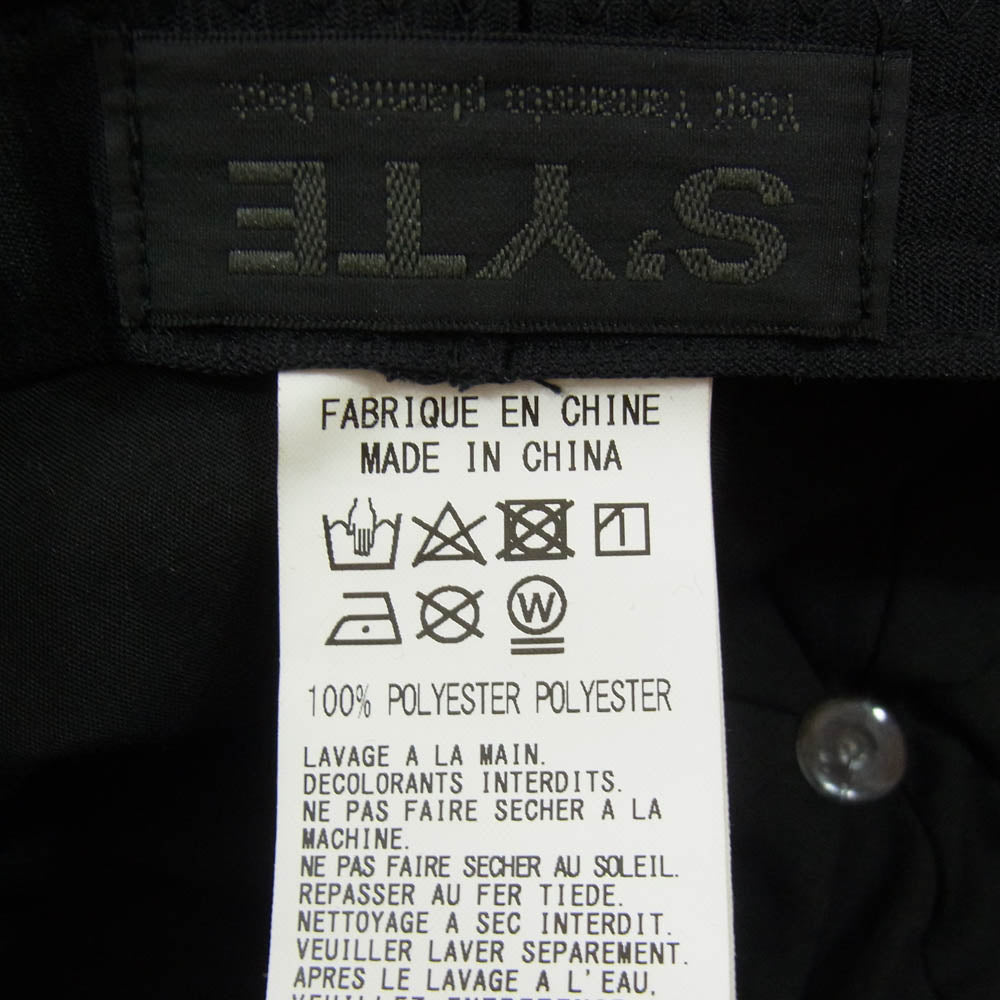 S'YTE
Yohji Yamamoto planning Dept.
FABRIQUE EN CHINE
MADE IN CHINA
W
100% POLYESTER POLYESTER
LAVAGE A LA MAIN.
DECOLORANTS INTERDITS.
NE PAS FAIRE SECHER A LA
MACHINE.
NE PAS FAIRE SECHER AU SOLEIL.
REPASSER AU FER TIEDE.
NETTOYAGE A SEC INTERDIT.
VEUILLER LAVER SEPAREMENT.
APRES LE LAVAGE A L'EAU,